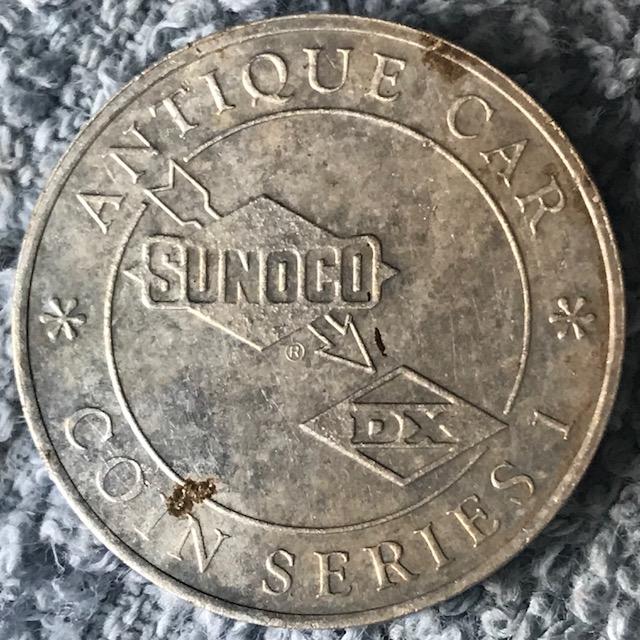 ANTIQUE CAR
SUNOCO
®
DX
COIN SERIES 1